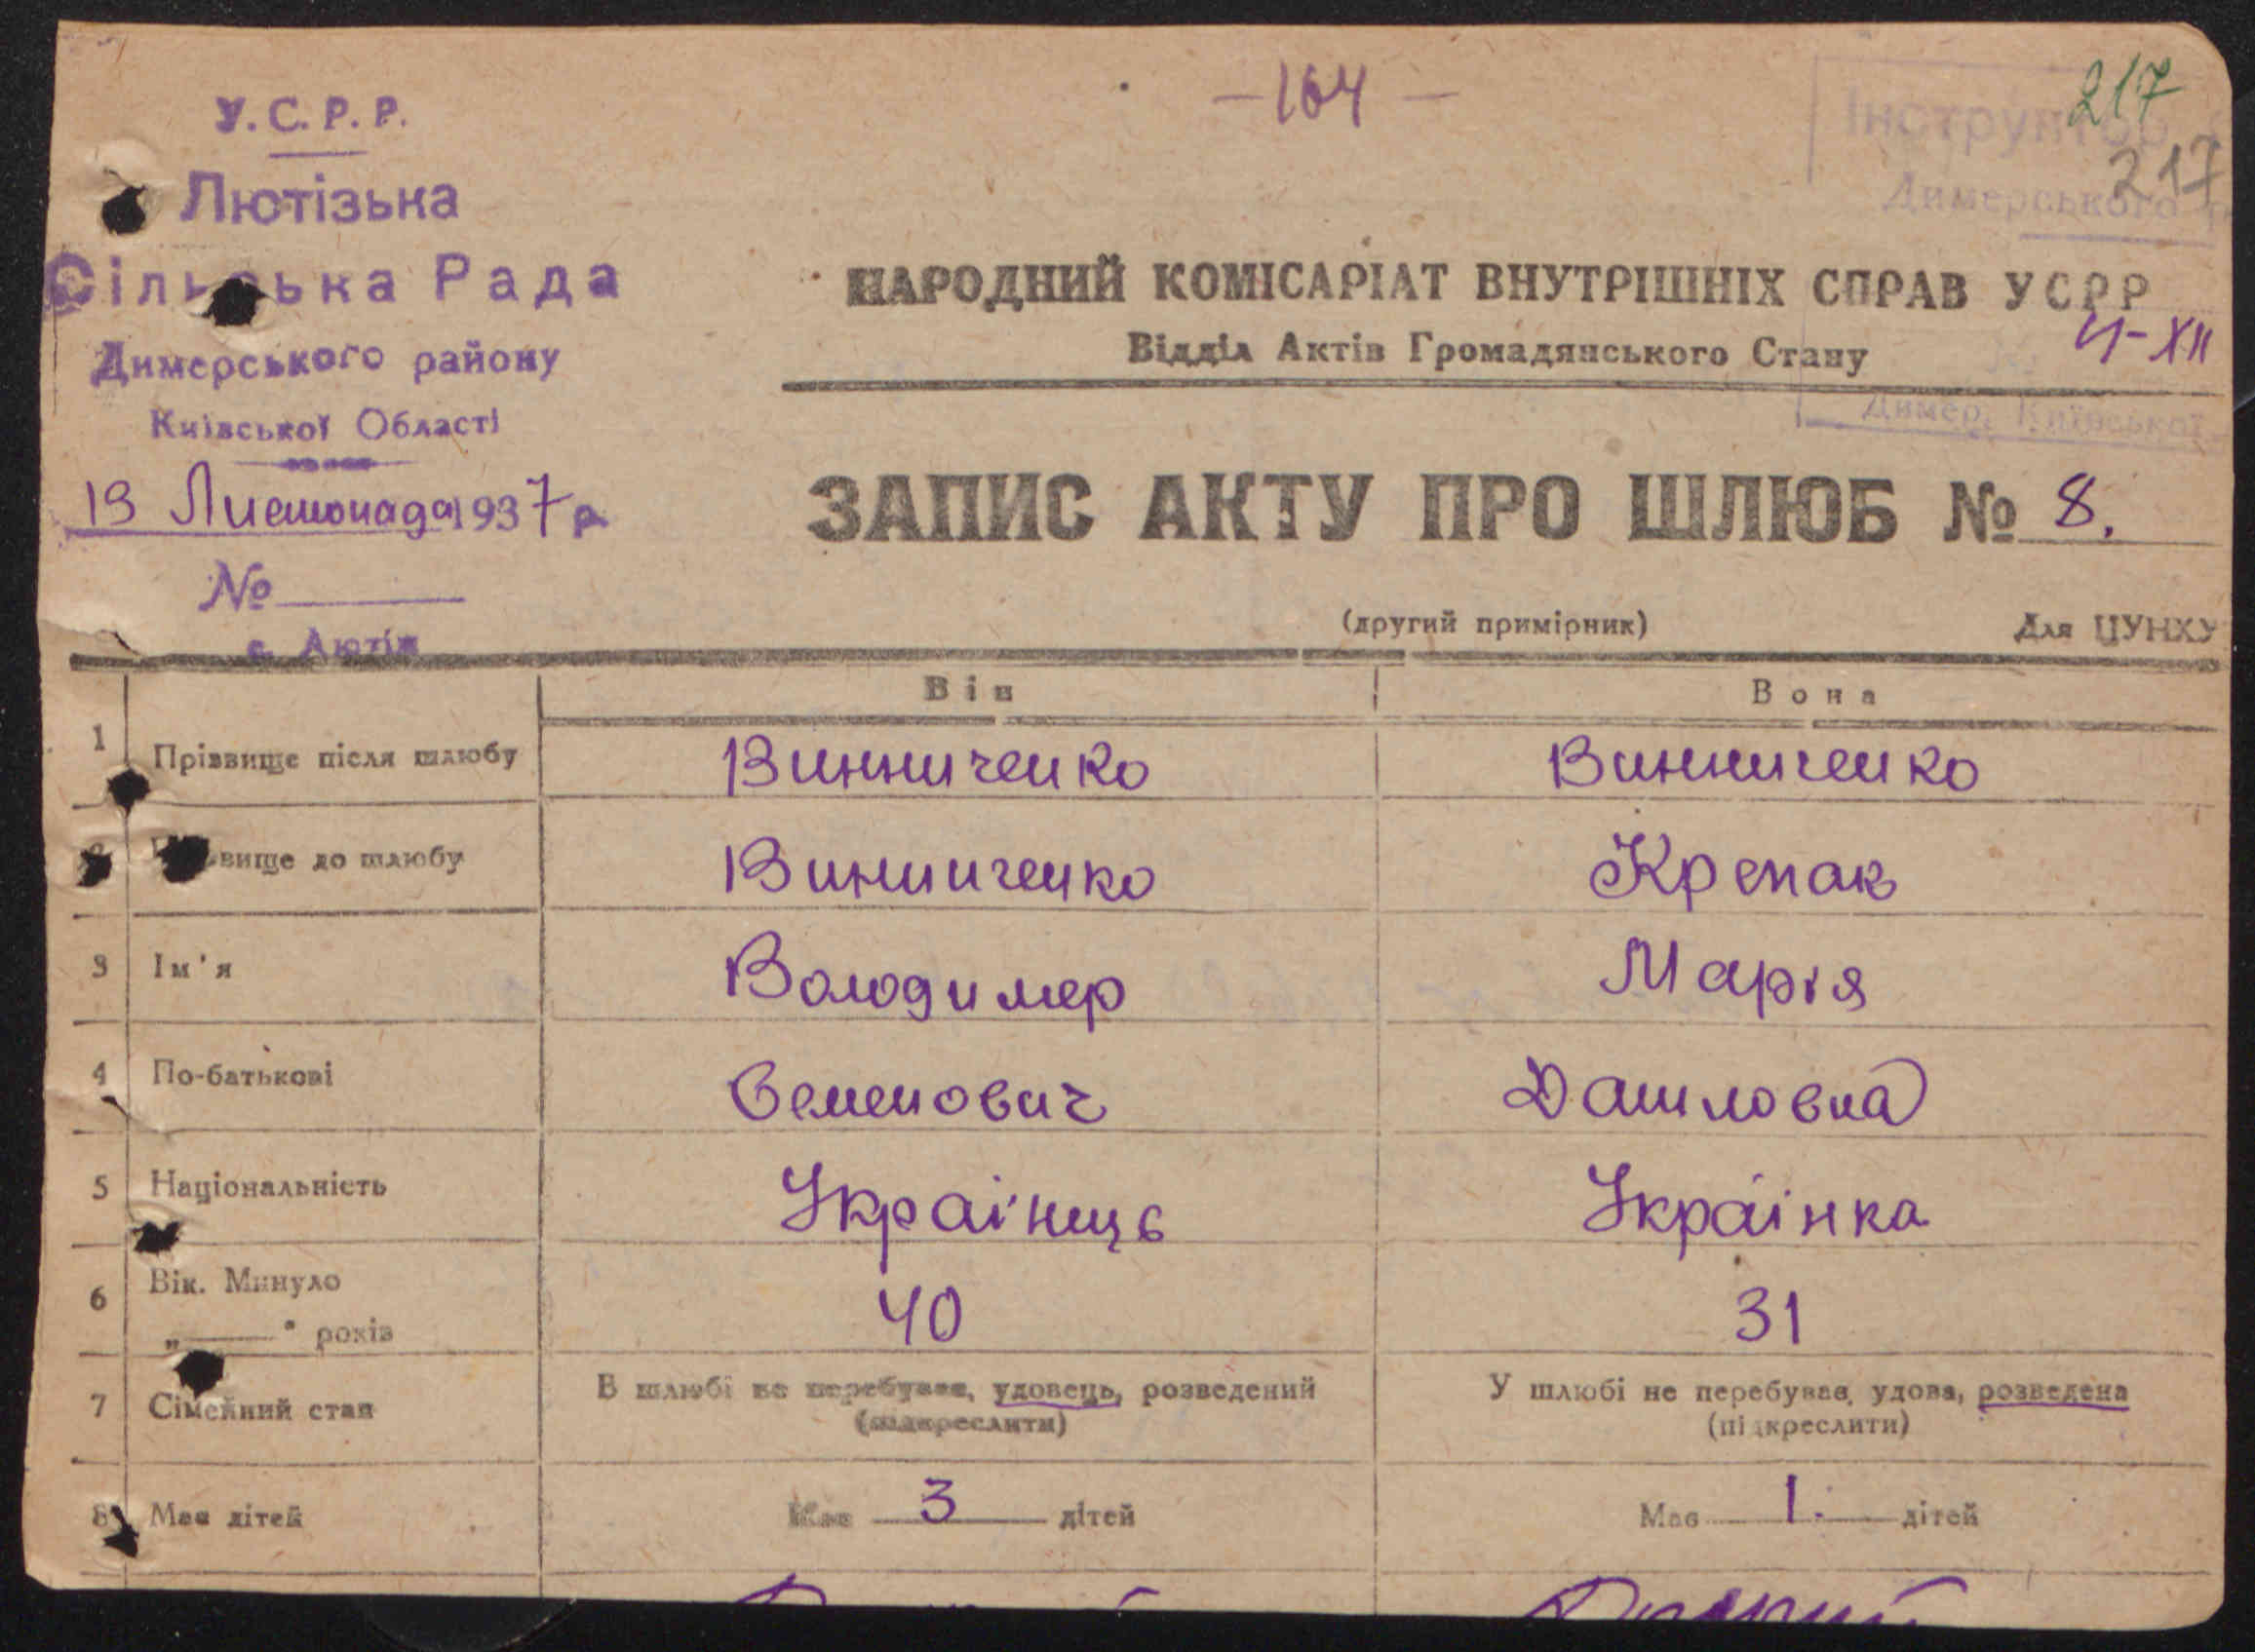 — 164 —
217
Інструктор
217
Димерського
У.С.Р.Р.
Лютізька
Сільська Рада
Димерського району
Київської Області
13 Листопада 1937 р.
№
с. Лютіж
НАРОДНИЙ КОМІСАРІАТ ВНУТРІШНІХ СПРАВ УСРР
Відділ Актів Громадянського Стану
4-XII
Димер, Київської
ЗАПИС АКТУ ПРО ШЛЮБ № 8.
(другий примірник) Для ЦУНХУ
Він Вона
1 Прізвище після шлюбу Винниченко Винниченко
2 Прізвище до шлюбу Винниченко Крепак
3 Ім'я Володимер Марія
4 По-батькові Семенович Даниловна
5 Національність Українець Українка
6 Вік. Минуло „ “ років 40 31
7 Сімейний стан В шлюбі не перебував, удовець, розведений У шлюбі не перебувае, удова, розведена
(підкреслити) (підкреслити)
8 Має дітей Має 3 дітей Має 1. дітей